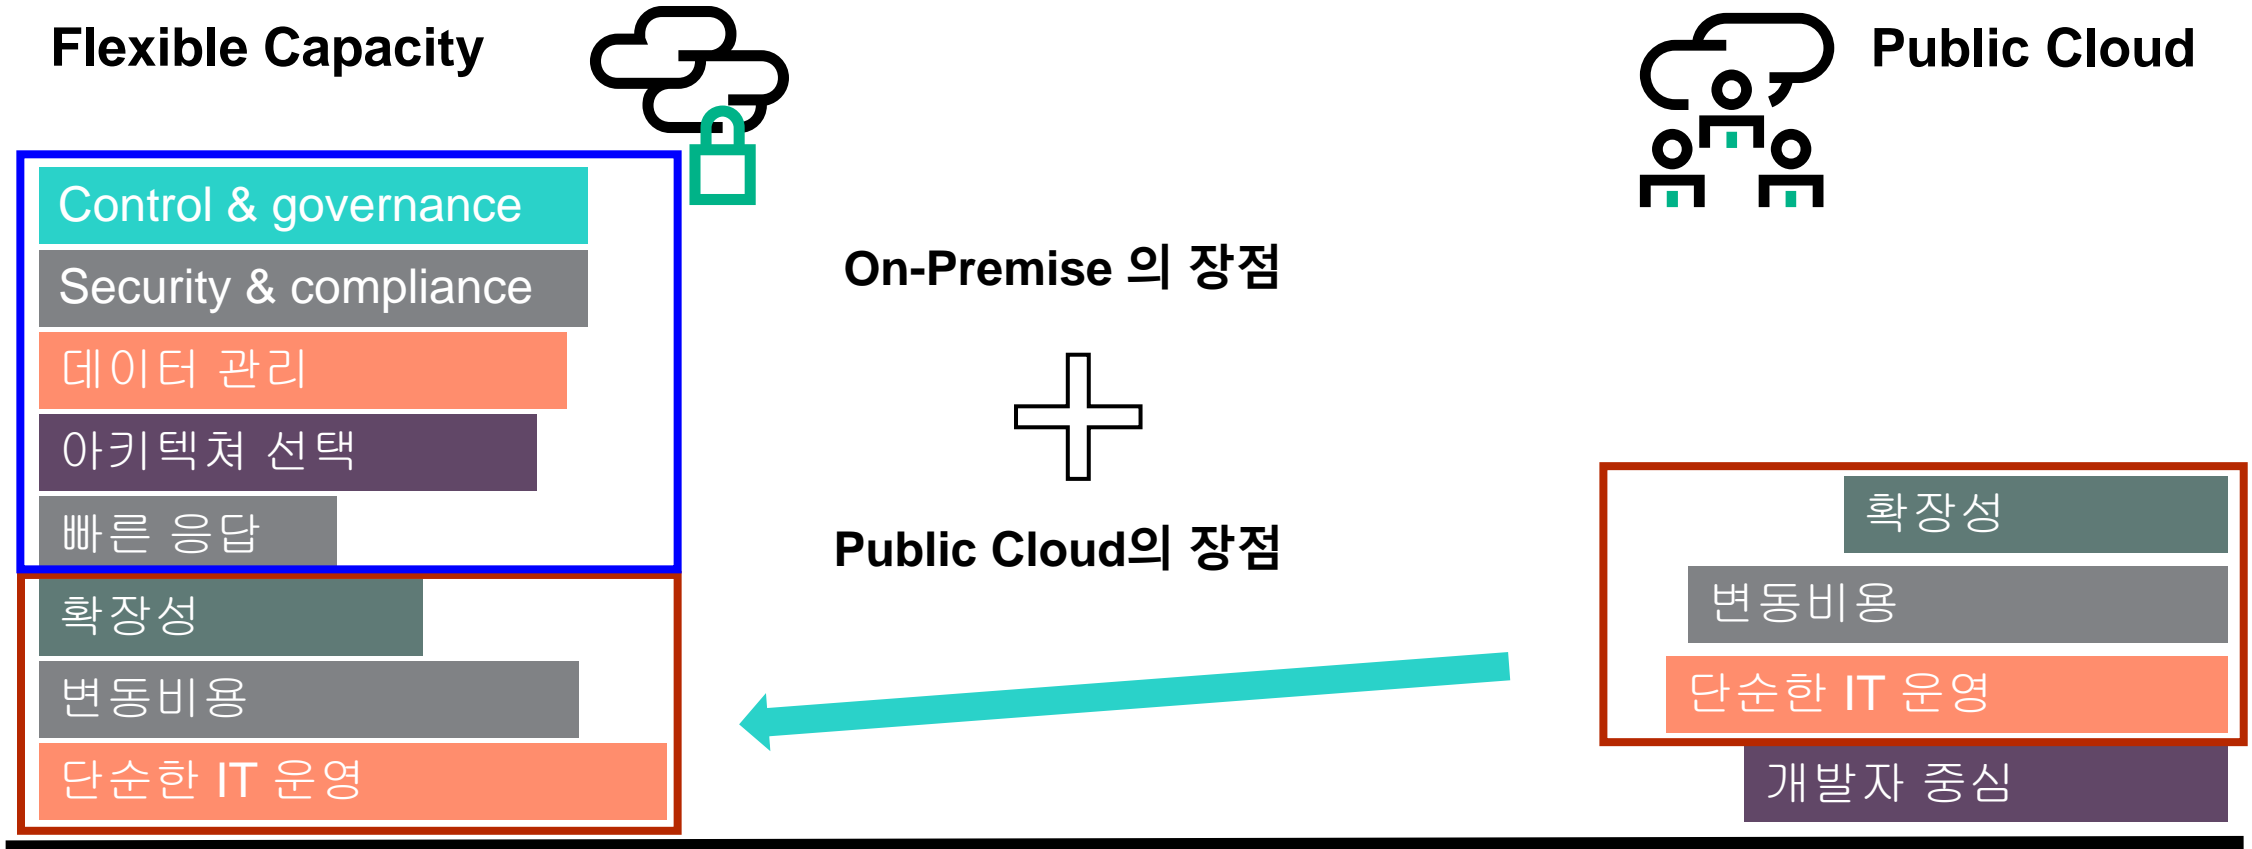 Flexible Capacity
Public Cloud
Control & governance
Security & compliance
데이터 관리
아키텍쳐 선택
빠른 응답
확장성
변동비용
단순한 IT 운영
On-Premise 의 장점
Public Cloud의 장점
확장성
변동비용
단순한 IT 운영
개발자 중심